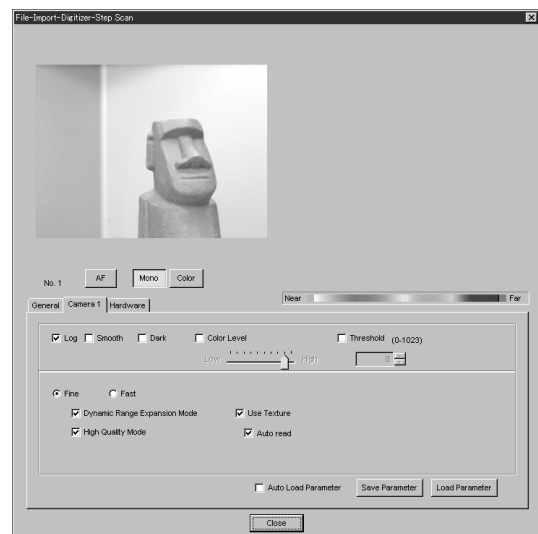 File-Import-Digitizer-Step Scan
No. 1 AF Mono Color
Near Far
General Camera 1 Hardware
Log Smooth Dark Color Level Threshold (0-1023)
Low High 0
Fine Fast
Dynamic Range Expansion Mode Use Texture
High Quality Mode Auto read
Auto Load Parameter Save Parameter Load Parameter
Close